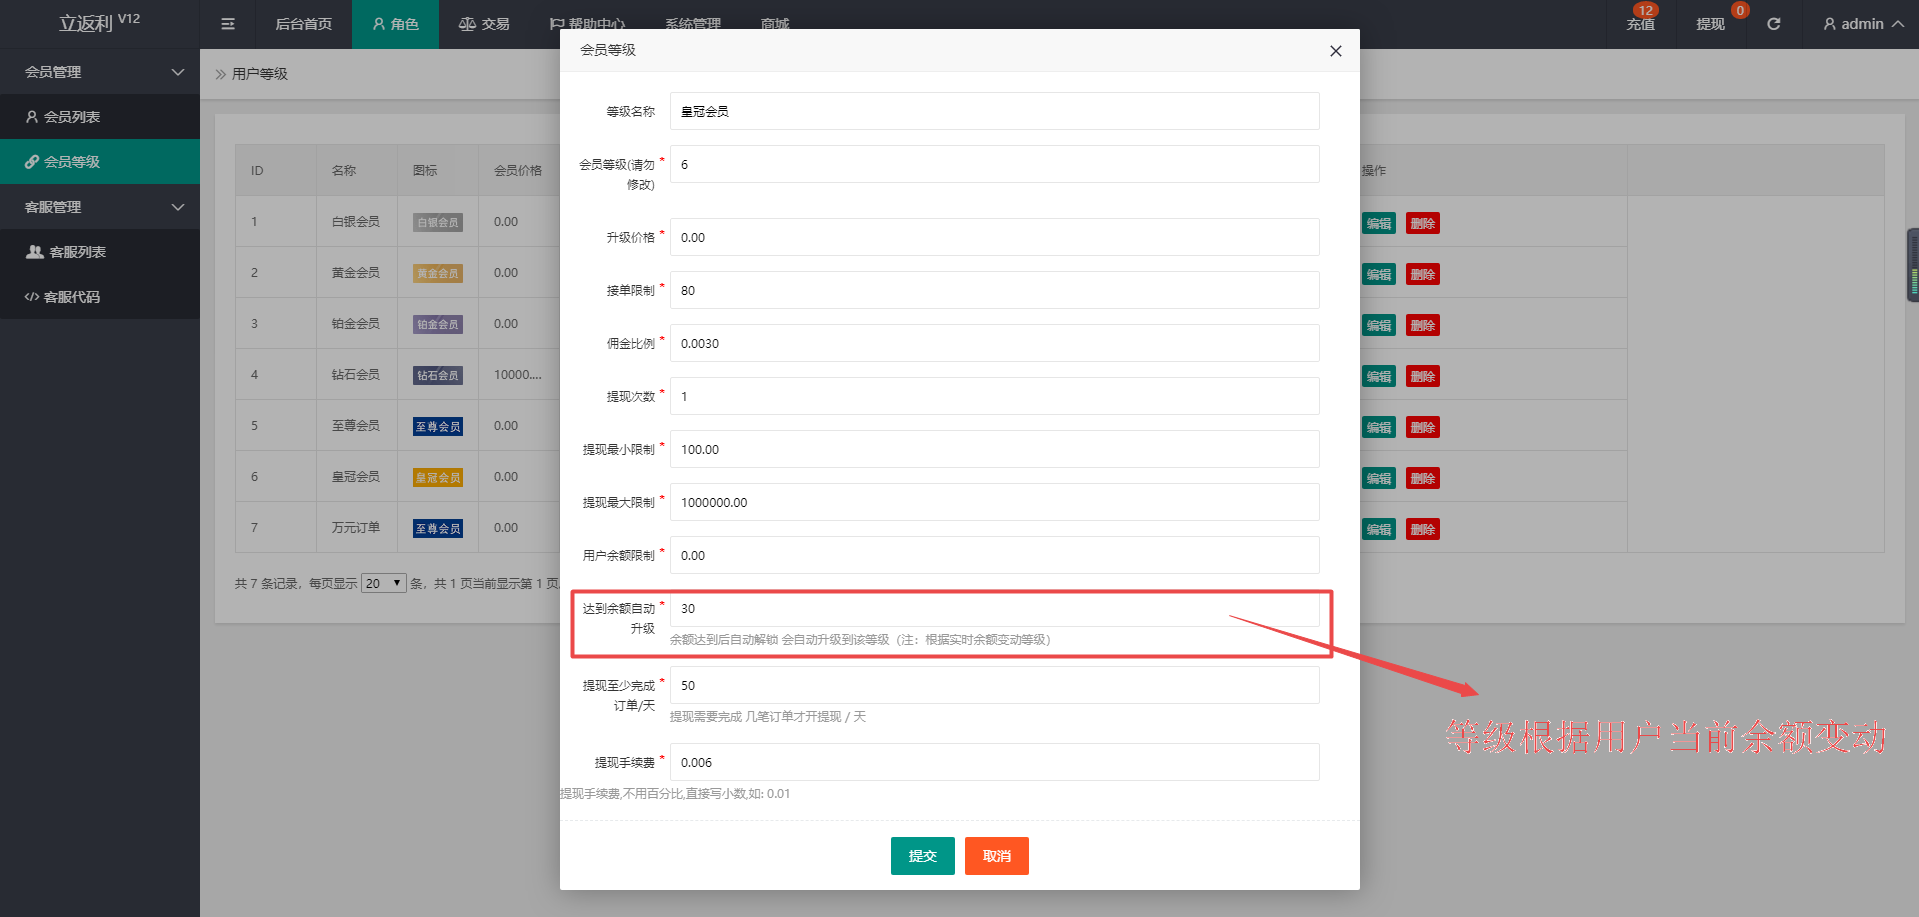 立返利 V12
后台首页
角色
交易
帮助中心
系统管理
商城
充值 12
提现 0
admin
会员管理
会员列表
会员等级
客服管理
客服列表
客服代码
用户等级
ID 名称 图标 会员价格 操作
1 白银会员 白银会员 0.00 编辑 删除
2 黄金会员 黄金会员 0.00 编辑 删除
3 铂金会员 铂金会员 0.00 编辑 删除
4 钻石会员 钻石会员 10000.... 编辑 删除
5 至尊会员 至尊会员 0.00 编辑 删除
6 皇冠会员 皇冠会员 0.00 编辑 删除
7 万元订单 至尊会员 0.00 编辑 删除
共 7 条记录，每页显示 20 条，共 1 页当前显示第 1 页
会员等级
等级名称 皇冠会员
会员等级(请勿 * 6
修改)
升级价格 * 0.00
接单限制 * 80
佣金比例 * 0.0030
提现次数 * 1
提现最小限制 * 100.00
提现最大限制 * 1000000.00
用户余额限制 * 0.00
达到余额自动 * 30
升级
余额达到后自动解锁 会自动升级到该等级（注：根据实时余额变动等级）
提现至少完成 * 50
订单/天
提现需要完成 几笔订单才开提现 / 天
提现手续费 * 0.006
提现手续费,不用百分比,直接写小数,如: 0.01
提交 取消
等级根据用户当前余额变动